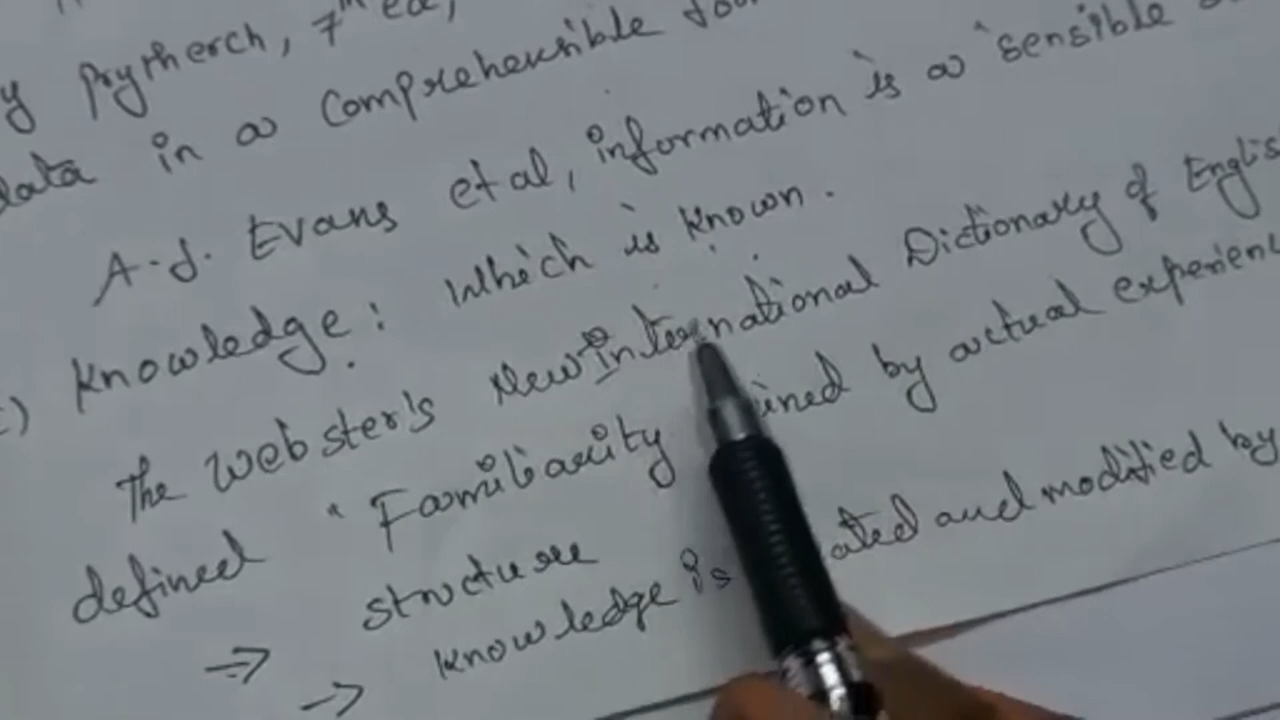 y Prytherch, 7th ed,
data in a Comprehensible
A.J. Evans et al, information is a 'sensible
Knowledge: Which is known.
The Webster's New International Dictionary of Englis
defined "Familiarity ined by actual experienc
structure
→ Knowledge is ated and modified by
→